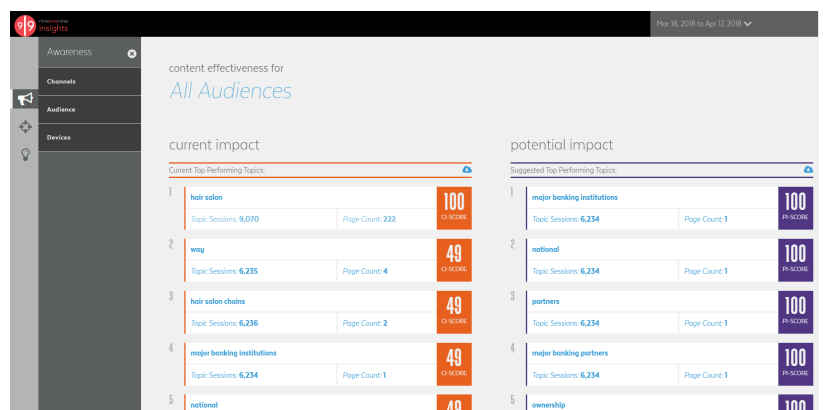 99 nineonenine
insights
Mar 18, 2018 to Apr 17, 2018
Awareness
Channels
Audience
Devices
content effectiveness for
All Audiences
current impact
Current Top Performing Topics:
1 hair salon
Topic Sessions: 9,070 Page Count: 222
100
CI-SCORE
2 way
Topic Sessions: 6,235 Page Count: 4
49
CI-SCORE
3 hair salon chains
Topic Sessions: 6,236 Page Count: 2
49
CI-SCORE
4 major banking institutions
Topic Sessions: 6,234 Page Count: 1
49
CI-SCORE
5 national
49
potential impact
Suggested Top Performing Topics:
1 major banking institutions
Topic Sessions: 6,234 Page Count: 1
100
PI-SCORE
2 national
Topic Sessions: 6,234 Page Count: 1
100
PI-SCORE
3 partners
Topic Sessions: 6,234 Page Count: 1
100
PI-SCORE
4 major banking partners
Topic Sessions: 6,234 Page Count: 1
100
PI-SCORE
5 ownership
100